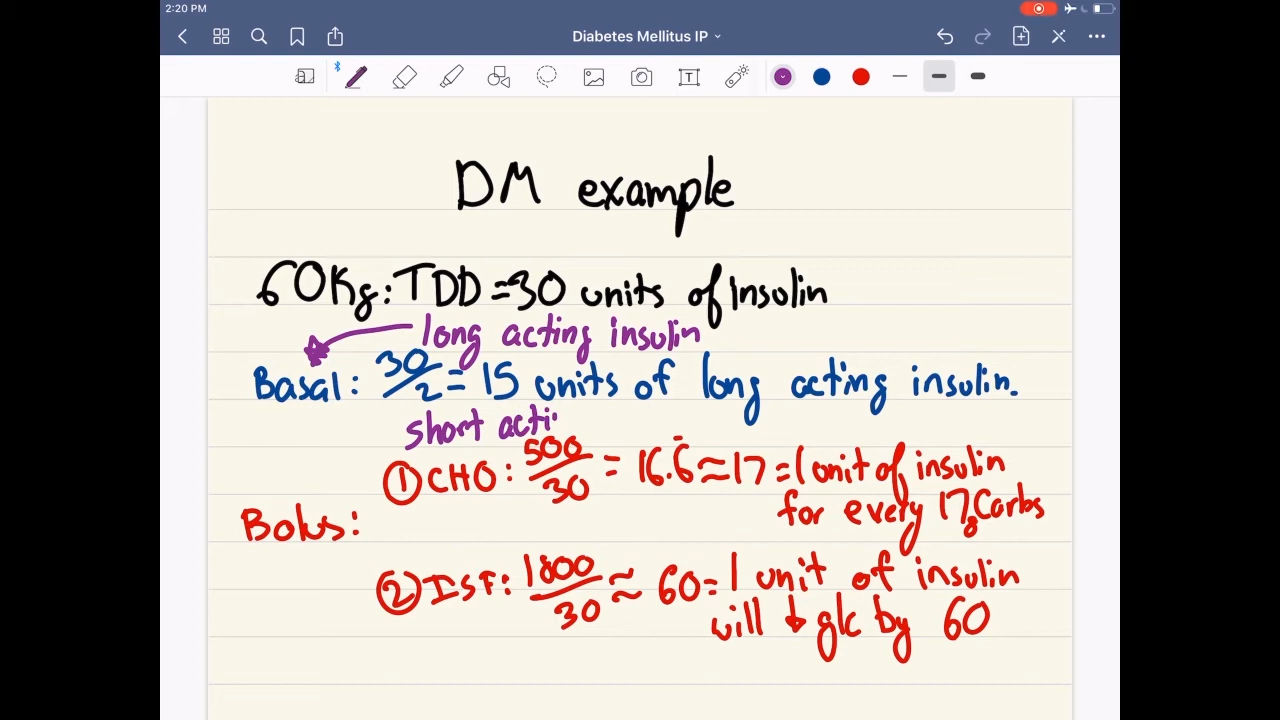 2:20 PM
Diabetes Mellitus IP
DM example
60Kg: TDD = 30 units of Insulin
long acting insulin
Basal: 30/2 = 15 units of long acting insulin.
short acti
① CHO: 500/30 = 16.6̄ ≈ 17 = 1 unit of insulin
for every 17g Carbs
Bolus:
② ISF: 1800/30 ≈ 60 = 1 unit of insulin
will ↓ glc by 60